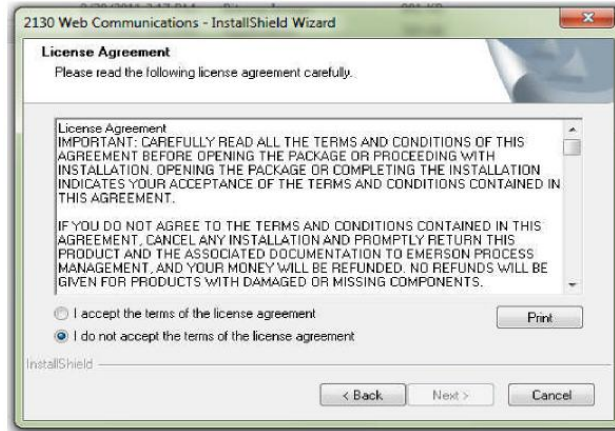 2130 Web Communications - InstallShield Wizard
License Agreement
Please read the following license agreement carefully.
License Agreement
IMPORTANT: CAREFULLY READ ALL THE TERMS AND CONDITIONS OF THIS
AGREEMENT BEFORE OPENING THE PACKAGE OR PROCEEDING WITH
INSTALLATION. OPENING THE PACKAGE OR COMPLETING THE INSTALLATION
INDICATES YOUR ACCEPTANCE OF THE TERMS AND CONDITIONS CONTAINED IN
THIS AGREEMENT.
IF YOU DO NOT AGREE TO THE TERMS AND CONDITIONS CONTAINED IN THIS
AGREEMENT, CANCEL ANY INSTALLATION AND PROMPTLY RETURN THIS
PRODUCT AND THE ASSOCIATED DOCUMENTATION TO EMERSON PROCESS
MANAGEMENT, AND YOUR MONEY WILL BE REFUNDED. NO REFUNDS WILL BE
GIVEN FOR PRODUCTS WITH DAMAGED OR MISSING COMPONENTS.
I accept the terms of the license agreement
Print
I do not accept the terms of the license agreement
InstallShield
< Back
Next >
Cancel